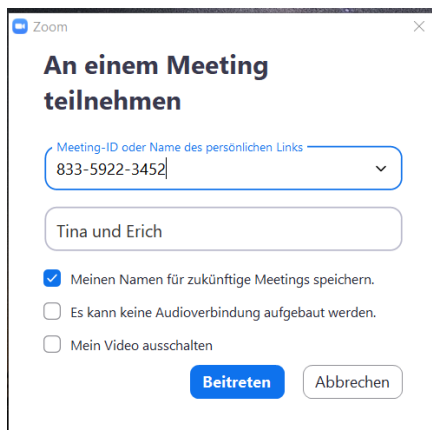 Zoom
An einem Meeting
teilnehmen
Meeting-ID oder Name des persönlichen Links
833-5922-3452
Tina und Erich
Meinen Namen für zukünftige Meetings speichern.
Es kann keine Audioverbindung aufgebaut werden.
Mein Video ausschalten
Beitreten Abbrechen